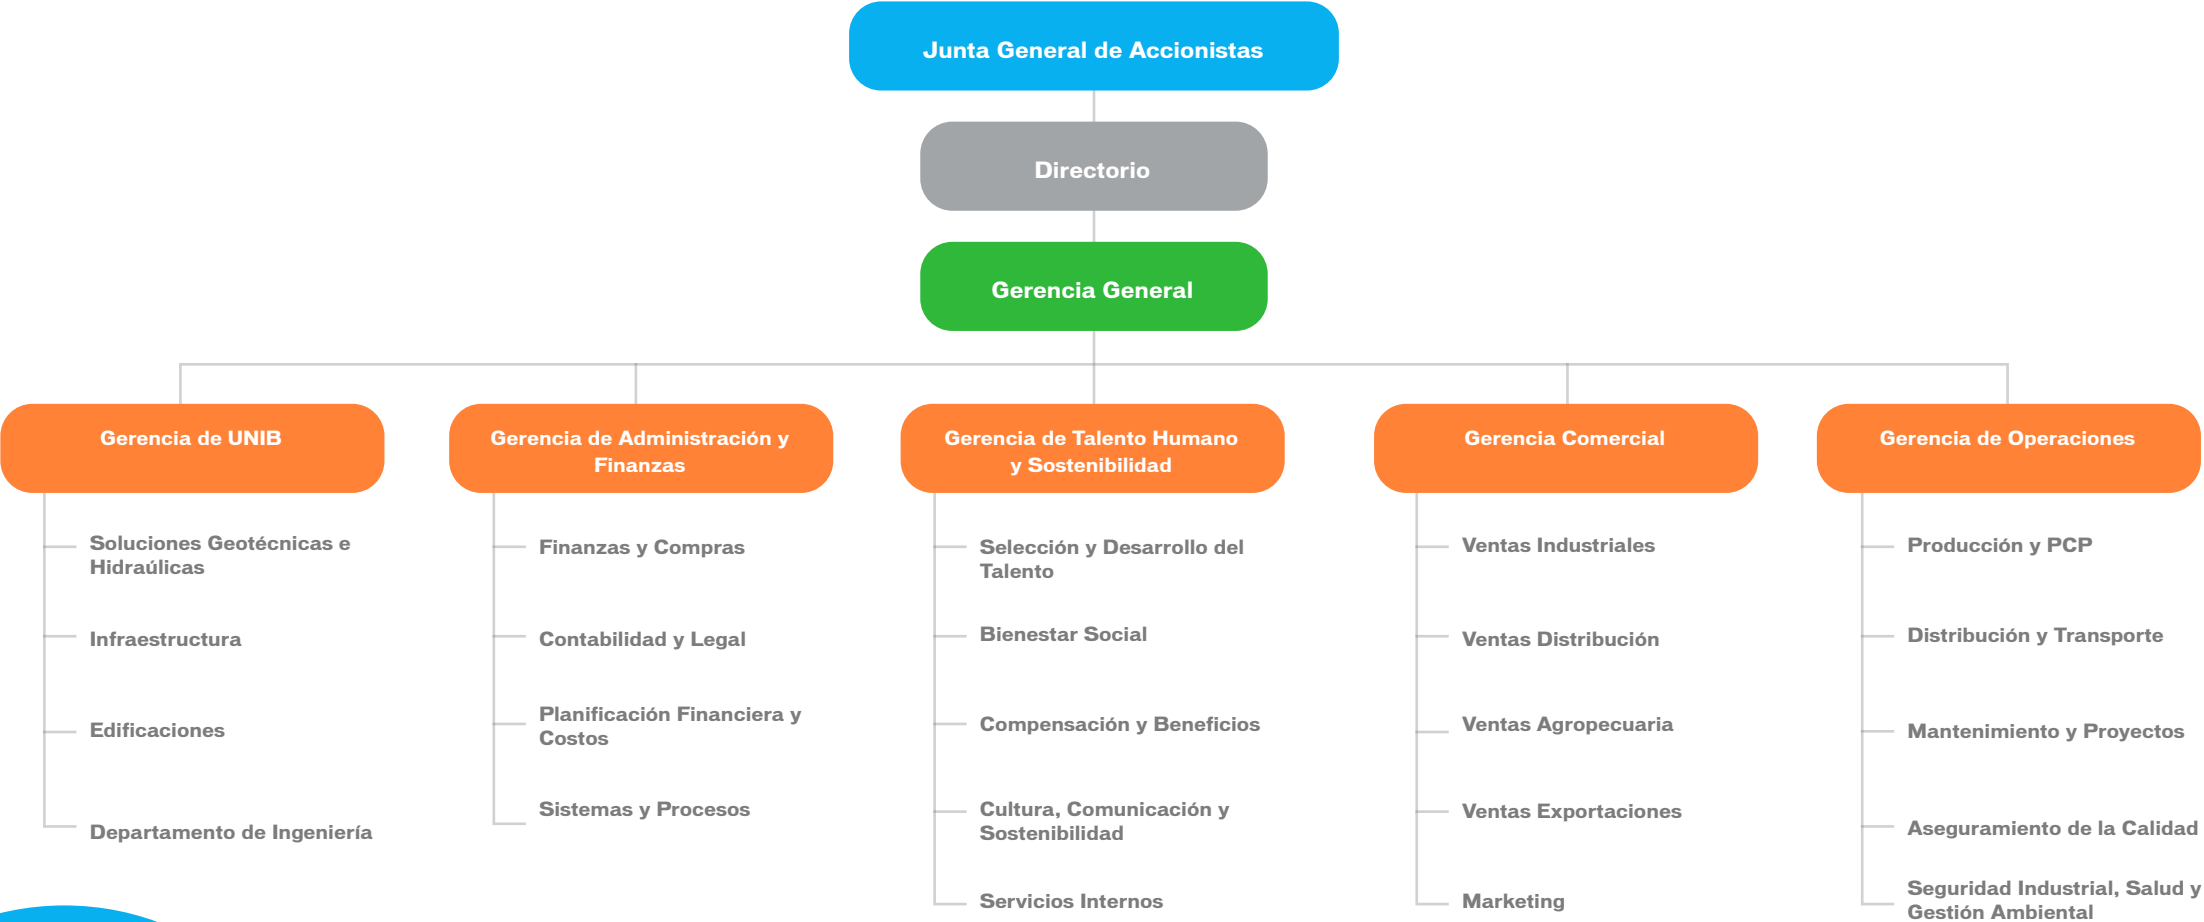 Junta General de Accionistas
Directorio
Gerencia General
Gerencia de UNIB
Soluciones Geotécnicas e
Hidraúlicas
Infraestructura
Edificaciones
Departamento de Ingeniería
Gerencia de Administración y
Finanzas
Finanzas y Compras
Contabilidad y Legal
Planificación Financiera y
Costos
Sistemas y Procesos
Gerencia de Talento Humano
y Sostenibilidad
Selección y Desarrollo del
Talento
Bienestar Social
Compensación y Beneficios
Cultura, Comunicación y
Sostenibilidad
Servicios Internos
Gerencia Comercial
Ventas Industriales
Ventas Distribución
Ventas Agropecuaria
Ventas Exportaciones
Marketing
Gerencia de Operaciones
Producción y PCP
Distribución y Transporte
Mantenimiento y Proyectos
Aseguramiento de la Calidad
Seguridad Industrial, Salud y
Gestión Ambiental